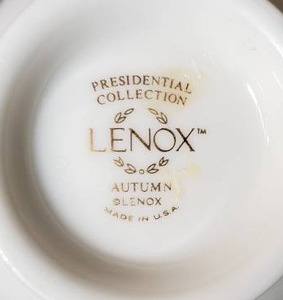 PRESIDENTIAL
COLLECTION
LENOX™
AUTUMN
©LENOX
MADE IN U.S.A.